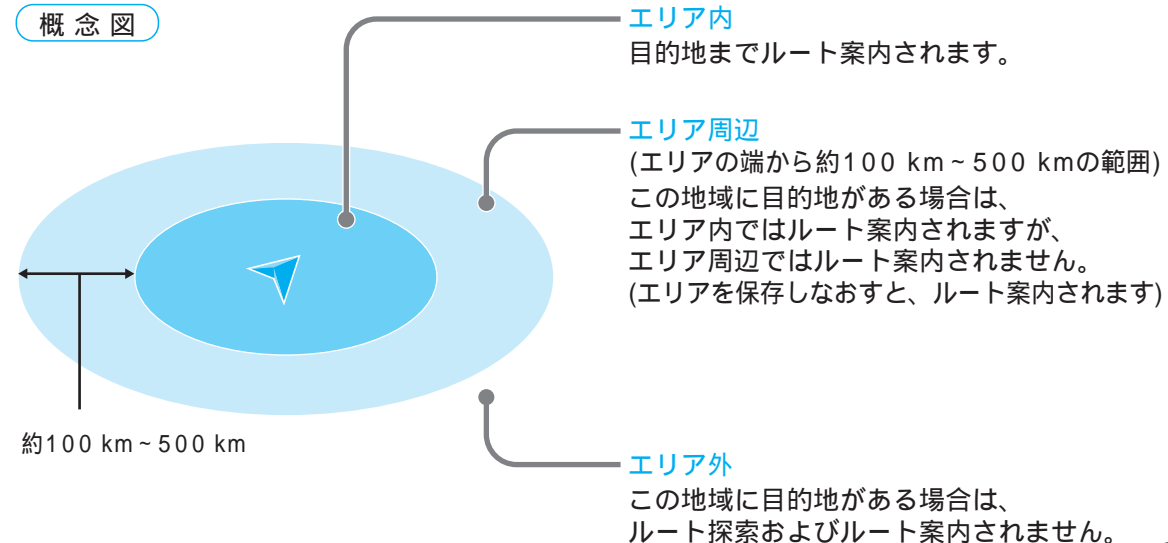 概念図
エリア内
目的地までルート案内されます。
エリア周辺
(エリアの端から約100 km~500 kmの範囲)
この地域に目的地がある場合は、
エリア内ではルート案内されますが、
エリア周辺ではルート案内されません。
(エリアを保存しなおすと、ルート案内されます)
約100 km~500 km
エリア外
この地域に目的地がある場合は、
ルート探索およびルート案内されません。